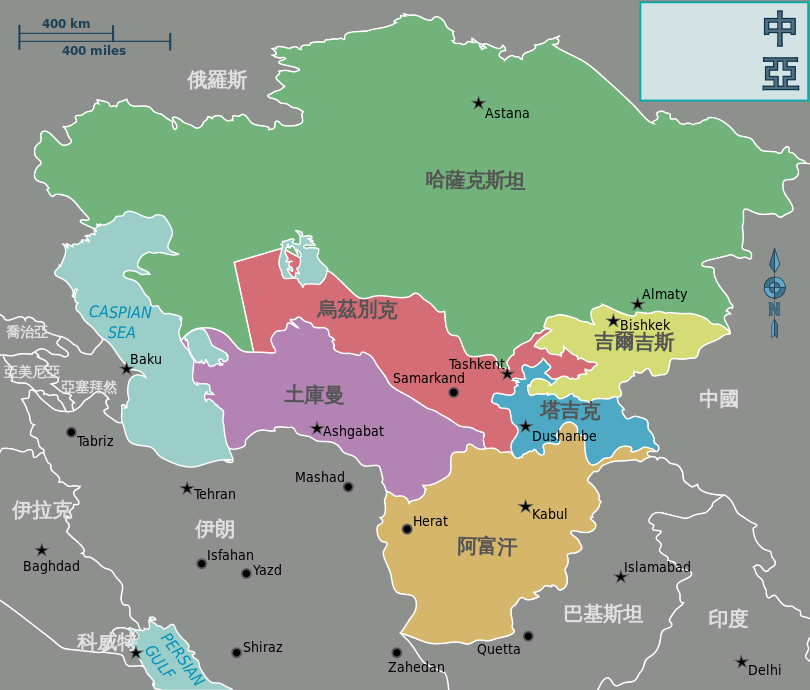 400 km
400 miles
中
亞
俄羅斯
Astana
哈薩克斯坦
CASPIAN
SEA
烏茲別克
Almaty
N
Bishkek
喬治亞
吉爾吉斯
Baku
Tashkent
亞美尼亞
Samarkand
亞塞拜然
土庫曼
中國
塔吉克
Tabriz
Ashgabat
Dushanbe
Mashad
Tehran
伊拉克
Herat
Kabul
伊朗
阿富汗
Baghdad
Isfahan
Yazd
Islamabad
巴基斯坦
印度
科威特
PERSIAN
GULF
Shiraz
Quetta
Zahedan
Delhi